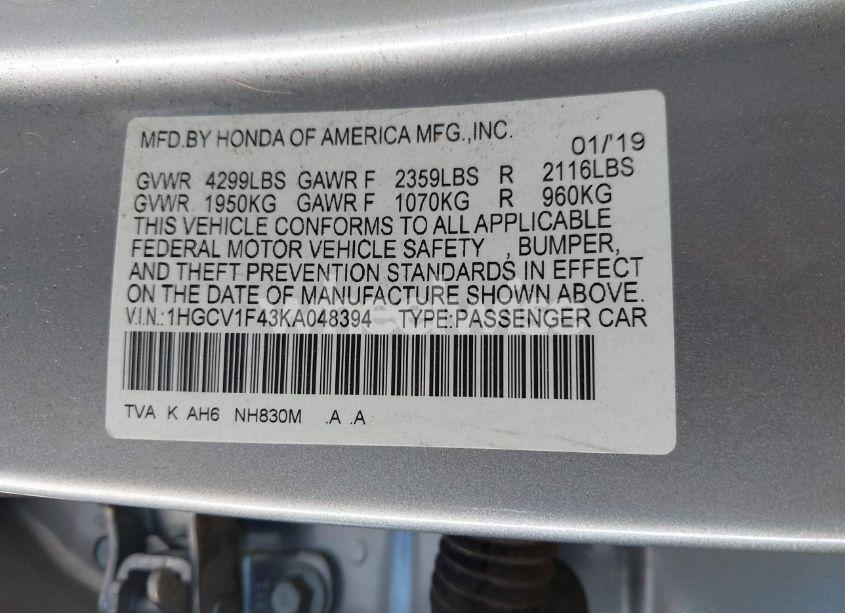 MFD.BY HONDA OF AMERICA MFG.,INC. 01/'19
GVWR 4299LBS GAWR F 2359LBS R 2116LBS
GVWR 1950KG GAWR F 1070KG R 960KG
THIS VEHICLE CONFORMS TO ALL APPLICABLE
FEDERAL MOTOR VEHICLE SAFETY , BUMPER,
AND THEFT PREVENTION STANDARDS IN EFFECT
ON THE DATE OF MANUFACTURE SHOWN ABOVE.
V.I.N.:1HGCV1F43KA048394 TYPE:PASSENGER CAR
TVA K AH6 NH830M .A .A